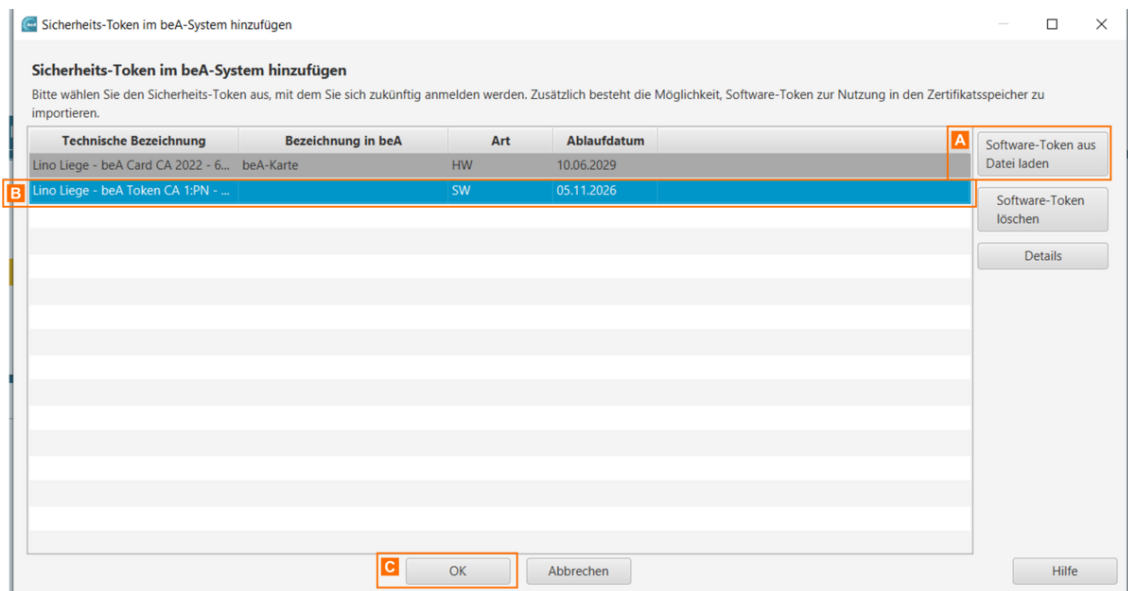 Sicherheits-Token im beA-System hinzufügen
Sicherheits-Token im beA-System hinzufügen
Bitte wählen Sie den Sicherheits-Token aus, mit dem Sie sich zukünftig anmelden werden. Zusätzlich besteht die Möglichkeit, Software-Token zur Nutzung in den Zertifikatsspeicher zu
importieren.
Technische Bezeichnung Bezeichnung in beA Art Ablaufdatum
Lino Liege - beA Card CA 2022 - 6... beA-Karte HW 10.06.2029
B Lino Liege - beA Token CA 1:PN - ... SW 05.11.2026
A Software-Token aus
Datei laden
Software-Token
löschen
Details
C OK Abbrechen Hilfe